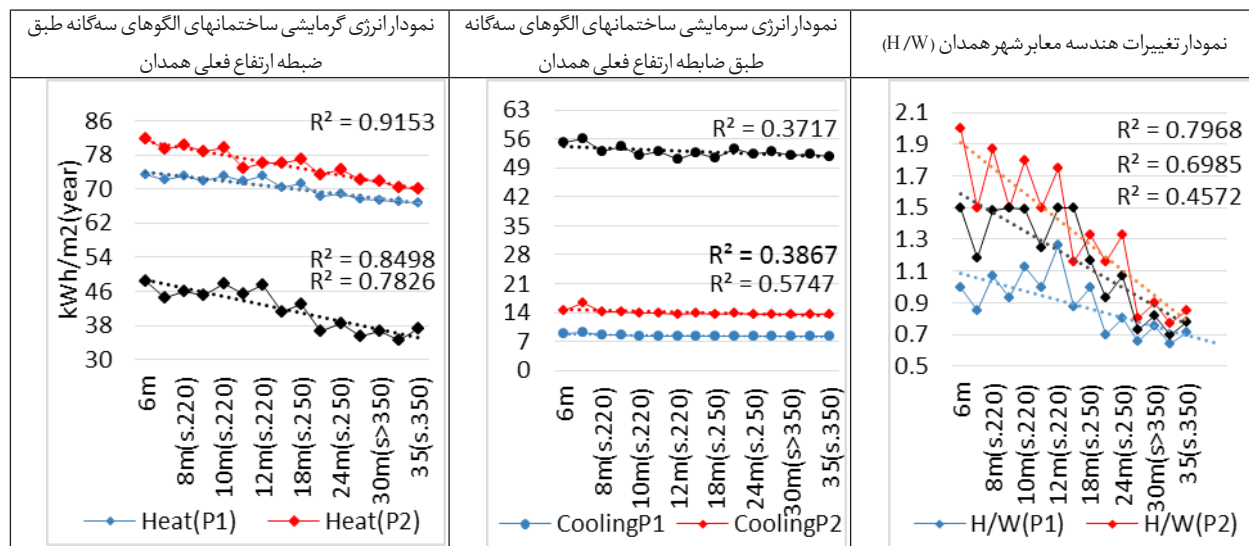 نمودار تغییرات هندسه معابر شهر همدان (H/W)
نمودار انرژی سرمایشی ساختمانهای الگوهای سه‌گانه
طبق ضابطه ارتفاع فعلی همدان
نمودار انرژی گرمایشی ساختمانهای الگوهای سه‌گانه طبق
ضبطه ارتفاع فعلی همدان
2.1
1.9
1.7
1.5
1.3
1.1
0.9
0.7
0.5
R² = 0.7968
R² = 0.6985
R² = 0.4572
6m
8m(s.220)
10m(s.220)
12m(s.220)
18m(s.250)
24m(s.250)
30m(s>350)
35(s.350)
H/W(P1)
H/W(P2)
63
56
49
42
35
28
21
14
7
0
R² = 0.3717
R² = 0.3867
R² = 0.5747
6m
8m(s.220)
10m(s.220)
12m(s.220)
18m(s.250)
24m(s.250)
30m(s>350)
35(s.350)
CoolingP1
CoolingP2
kWh/m2(year)
86
78
70
62
54
46
38
30
R² = 0.9153
R² = 0.8498
R² = 0.7826
6m
8m(s.220)
10m(s.220)
12m(s.220)
18m(s.250)
24m(s.250)
30m(s>350)
35(s.350)
Heat(P1)
Heat(P2)